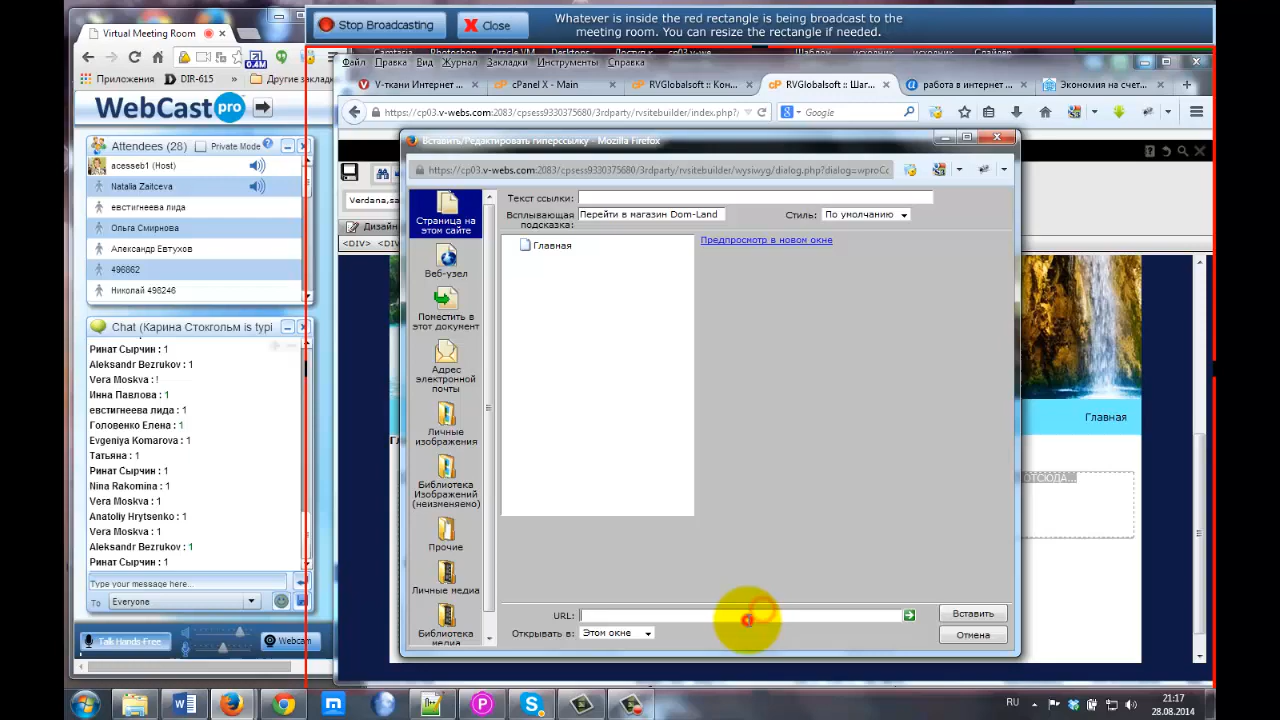 Stop Broadcasting
Close
Whatever is inside the red rectangle is being broadcast to the
meeting room. You can resize the rectangle if needed.
Virtual Meeting Room
Приложения
DIR-615
Другие закладки
WebCast pro
Attendees (28)
Private Mode
acesseb1 (Host)
Natalia Zaitceva
евстигнеева лида
Ольга Смирнова
Александр Евтухов
496862
Николай 496246
Chat (Карина Стокгольм is typi
Ринат Сырчин : 1
Aleksandr Bezrukov : 1
Vera Moskva : !
Инна Павлова : 1
евстигнеева лида : 1
Головенко Елена : 1
Evgeniya Komarova : 1
Татьяна : 1
Ринат Сырчин : 1
Nina Rakomina : 1
Vera Moskva : 1
Anatoliy Hrytsenko : 1
Vera Moskva : 1
Aleksandr Bezrukov : 1
Ринат Сырчин : 1
Type your message here...
To
Everyone
Talk Hands Free
Webcam
Файл Правка Вид Журнал Закладки Инструменты Справка
V-ткани Интернет ...
cPanel X - Main
RVGlobalsoft :: Кон...
RVGlobalsoft :: Шаг...
работа в интернет ...
Экономия на счет...
https://cp03.v-webs.com:2083/cpsess9330375680/3rdparty/rvsitebuilder/index.php?r
Google
Verdana,sa
Дизайн
<DIV>
<DIV>
Вставить/Редактировать гиперссылку - Mozilla Firefox
https://cp03.v-webs.com:2083/cpsess9330375680/3rdparty/rvsitebuilder/wysiwyg/dialog.php?dialog=wproCc
Страница на
этом сайте
Веб-узел
Поместить в
этот документ
Адрес
электронной
почты
Личные
изображения
Библиотека
Изображений
(неизменяемо)
Прочие
Личные медиа
Библиотека
медиа
Текст ссылки:
Всплывающая
подсказка:
Перейти в магазин Dom-Land
Стиль:
По умолчанию
Главная
Предпросмотр в новом окне
URL:
Открывать в:
Этом окне
Вставить
Отмена
Главная
ОТСЮДА...
RU
21:17
28.08.2014